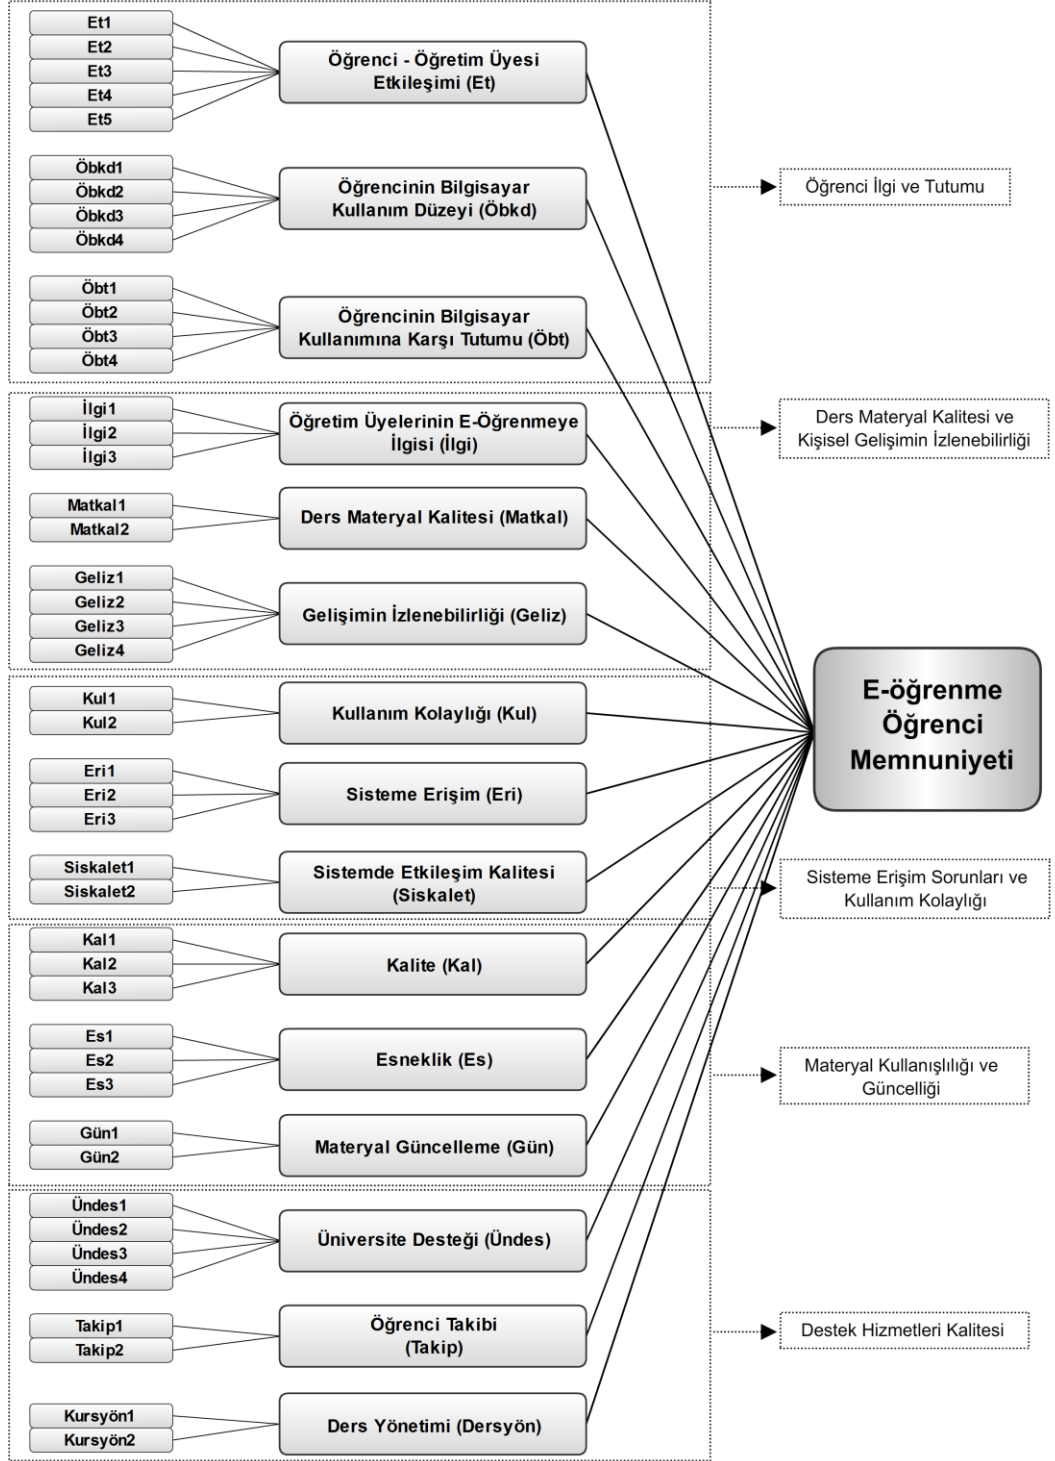 Et1
Et2
Et3
Et4
Et5
Öğrenci - Öğretim Üyesi
Etkileşimi (Et)
Öbkd1
Öbkd2
Öbkd3
Öbkd4
Öğrencinin Bilgisayar
Kullanım Düzeyi (Öbkd)
Öbt1
Öbt2
Öbt3
Öbt4
Öğrencinin Bilgisayar
Kullanımına Karşı Tutumu (Öbt)
Öğrenci İlgi ve Tutumu
İlgi1
İlgi2
İlgi3
Öğretim Üyelerinin E-Öğrenmeye
İlgisi (İlgi)
Matkal1
Matkal2
Ders Materyal Kalitesi (Matkal)
Geliz1
Geliz2
Geliz3
Geliz4
Gelişimin İzlenebilirliği (Geliz)
Ders Materyal Kalitesi ve
Kişisel Gelişimin İzlenebilirliği
Kul1
Kul2
Kullanım Kolaylığı (Kul)
Eri1
Eri2
Eri3
Sisteme Erişim (Eri)
Siskalet1
Siskalet2
Sistemde Etkileşim Kalitesi
(Siskalet)
E-öğrenme
Öğrenci
Memnuniyeti
Sisteme Erişim Sorunları ve
Kullanım Kolaylığı
Kal1
Kal2
Kal3
Kalite (Kal)
Es1
Es2
Es3
Esneklik (Es)
Gün1
Gün2
Materyal Güncelleme (Gün)
Materyal Kullanışlılığı ve
Güncelliği
Ündes1
Ündes2
Ündes3
Ündes4
Üniversite Desteği (Ündes)
Takip1
Takip2
Öğrenci Takibi
(Takip)
Kursyön1
Kursyön2
Ders Yönetimi (Dersyön)
Destek Hizmetleri Kalitesi